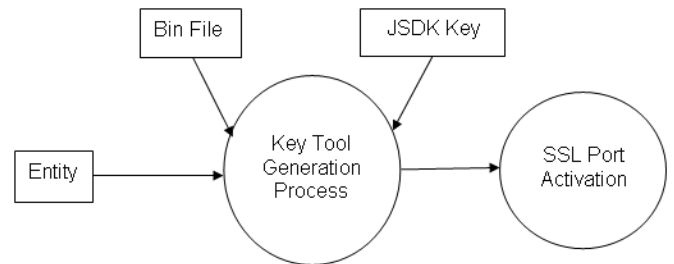 Bin File
JSDK Key
Key Tool
Generation
Process
SSL Port
Activation
Entity